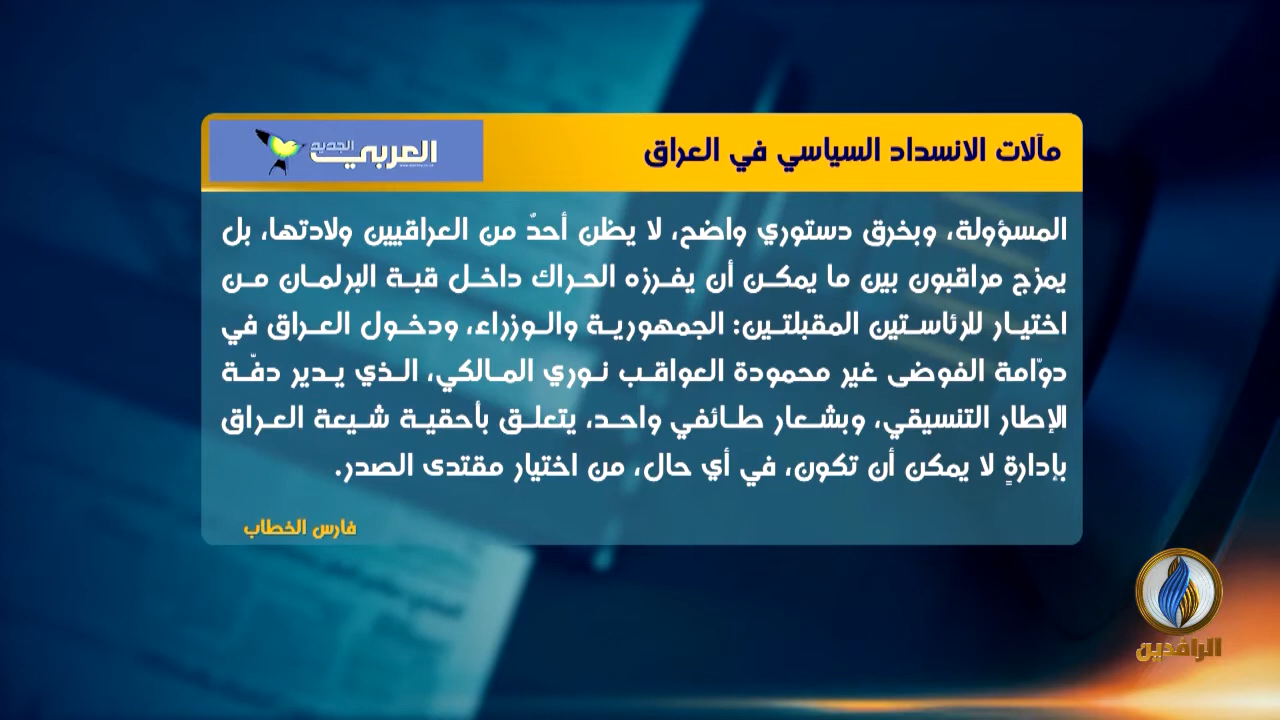 مآلات الانسداد السياسي في العراق
العربي الجديد
المسؤولة، وبخرق دستوري واضح، لا يظن أحدّ من العراقيين ولادتها، بل
يمزج مراقبون بين ما يمكن أن يفرزه الحراك داخل قبة البرلمان من
اختيار للرئاستين المقبلتين: الجمهورية والوزراء، ودخول العراق في
دوّامة الفوضى غير محمودة العواقب نوري المالكي، الذي يدير دفّة
الإطار التنسيقي، وبشعار طائفي واحد، يتعلق بأحقية شيعة العراق
بإدارةٍ لا يمكن أن تكون، في أي حال، من اختيار مقتدى الصدر.
فارس الخطاب
الرافدين